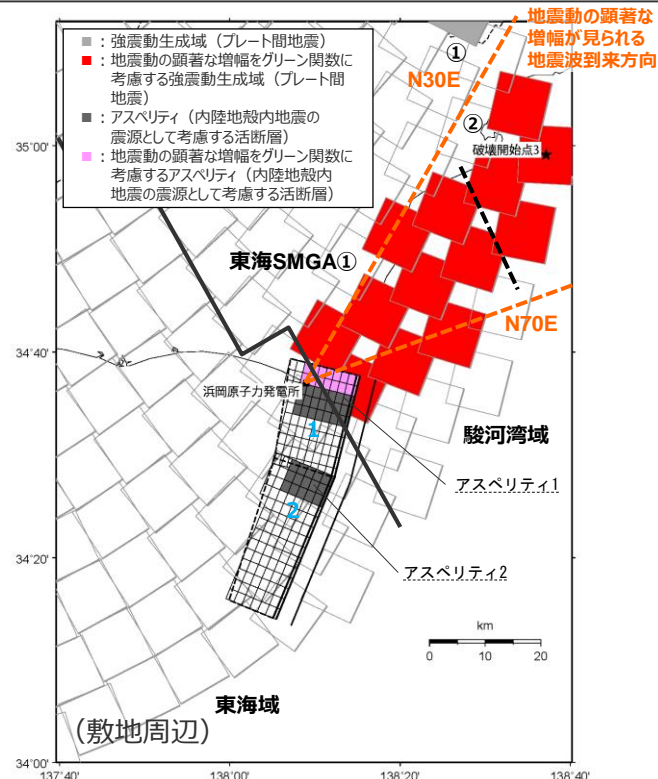 ■ ：強震動生成域（プレート間地震）
■ ：地震動の顕著な増幅をグリーン関数に
考慮する強震動生成域（プレート間
地震）
■ ：アスペリティ（内陸地殻内地震の
震源として考慮する活断層）
■ ：地震動の顕著な増幅をグリーン関数に
考慮するアスペリティ（内陸地殻内
地震の震源として考慮する活断層）
地震動の顕著な
増幅が見られる
地震波到来方向
①
N30E
②
破壊開始点3
35°00'
東海SMGA①
N70E
34°40'
浜岡原子力発電所
駿河湾域
1
アスペリティ1
2
34°20'
アスペリティ2
km
0 10 20
東海域
（敷地周辺）
34°00'
137°40' 138°00' 138°20' 138°40'